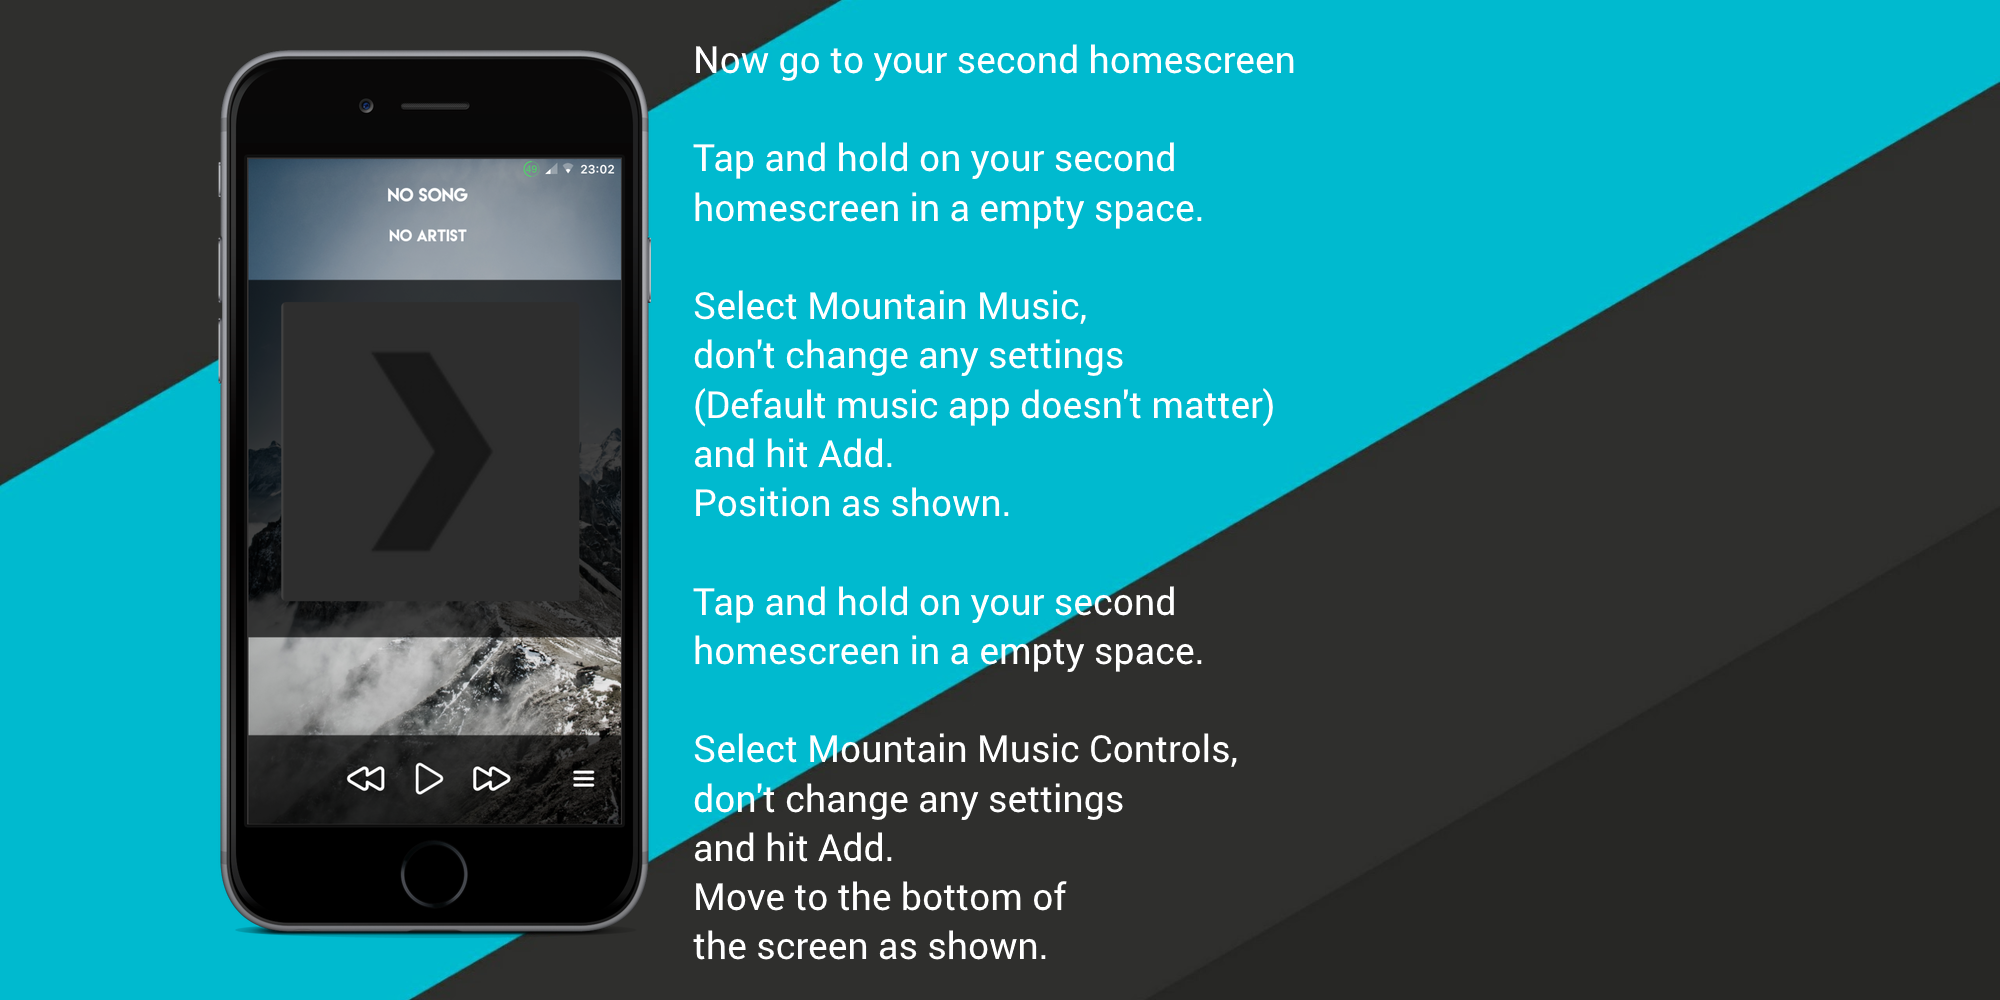 49 23:02
NO SONG
NO ARTIST
Now go to your second homescreen
Tap and hold on your second
homescreen in a empty space.
Select Mountain Music,
don't change any settings
(Default music app doesn't matter)
and hit Add.
Position as shown.
Tap and hold on your second
homescreen in a empty space.
Select Mountain Music Controls,
don't change any settings
and hit Add.
Move to the bottom of
the screen as shown.